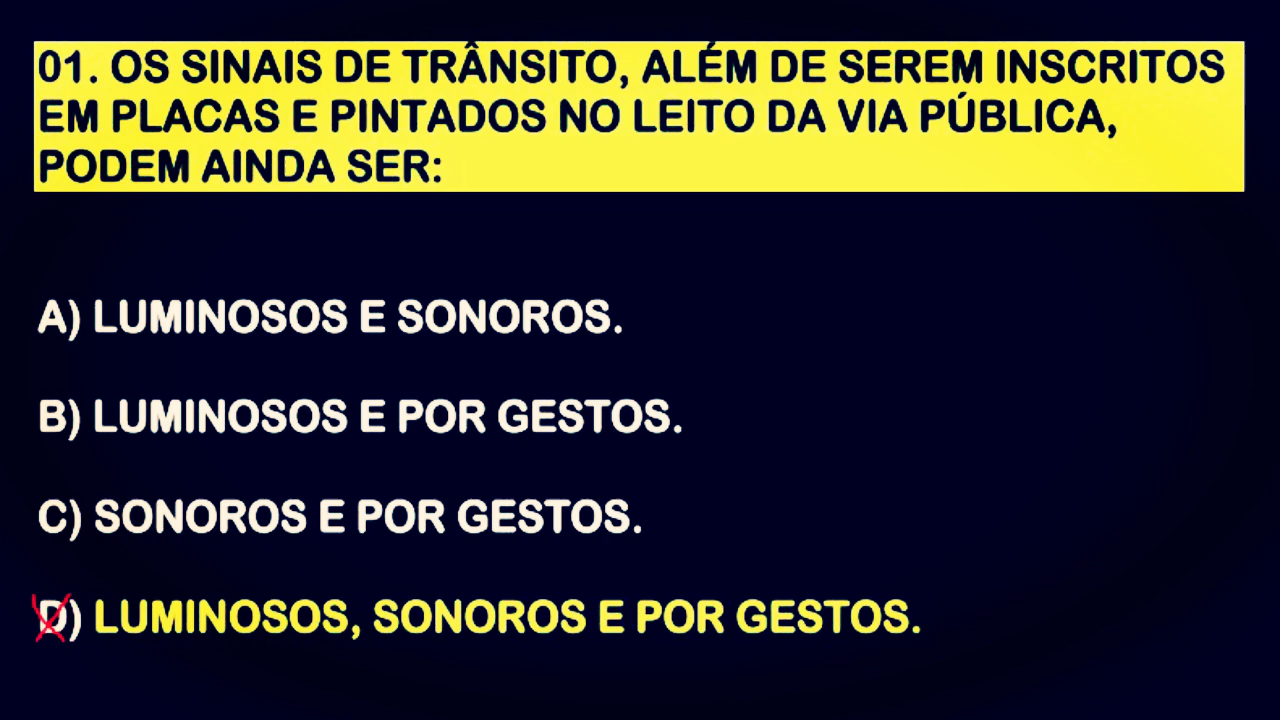 01. OS SINAIS DE TRÂNSITO, ALÉM DE SEREM INSCRITOS
EM PLACAS E PINTADOS NO LEITO DA VIA PÚBLICA,
PODEM AINDA SER:
A) LUMINOSOS E SONOROS.
B) LUMINOSOS E POR GESTOS.
C) SONOROS E POR GESTOS.
D) LUMINOSOS, SONOROS E POR GESTOS.